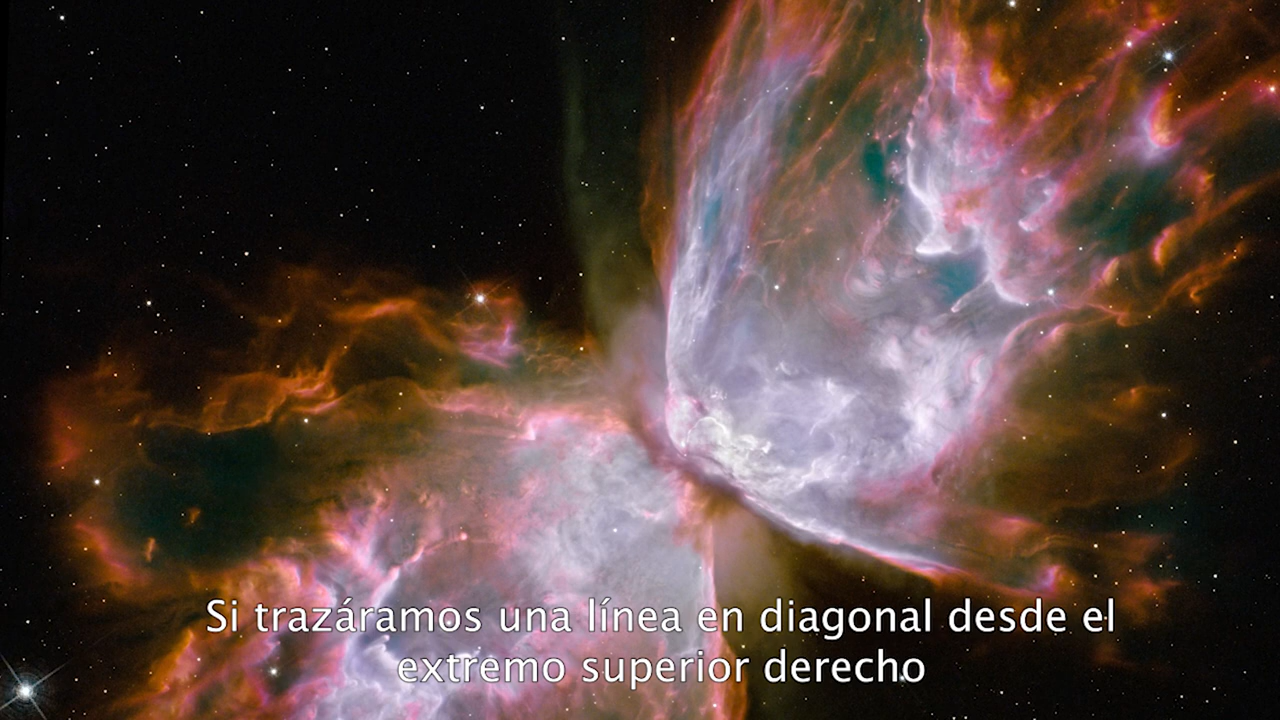 Si trazáramos una línea en diagonal desde el
extremo superior derecho